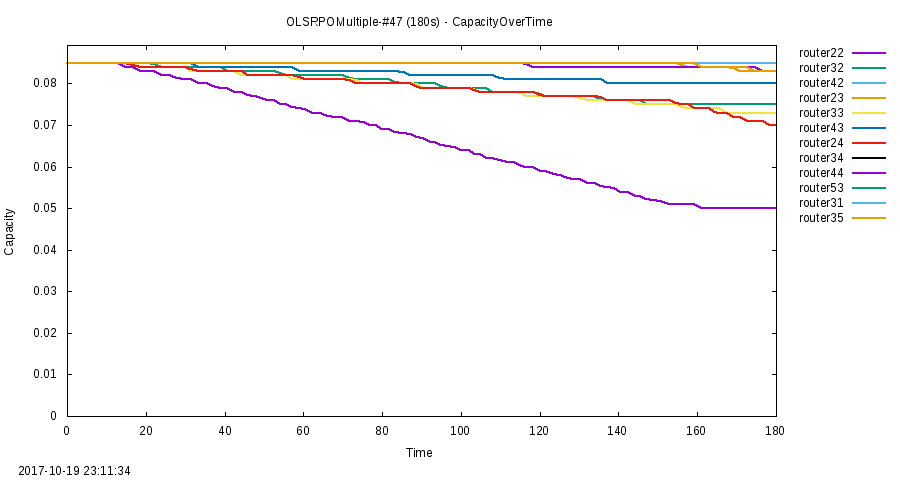 OLSRPOMultiple-#47 (180s) - CapacityOverTime
router22
router32
router42
router23
router33
router43
router24
router34
router44
router53
router31
router35
0.08
0.07
0.06
0.05
0.04
0.03
0.02
0.01
0
Capacity
0 20 40 60 80 100 120 140 160 180
Time
2017-10-19 23:11:34